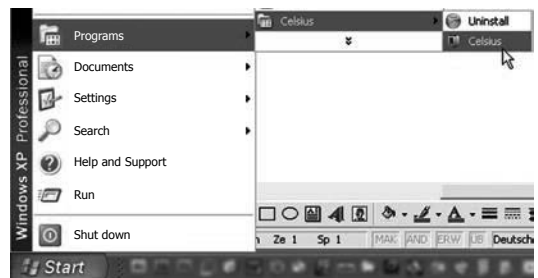 Windows XP Professional
Programs
Documents
Settings
Search
Help and Support
Run
Shut down
Start
Celsius
Uninstall
Celsius
Ze 1 Sp 1 MAK ÄND ERW ÜB Deutsch